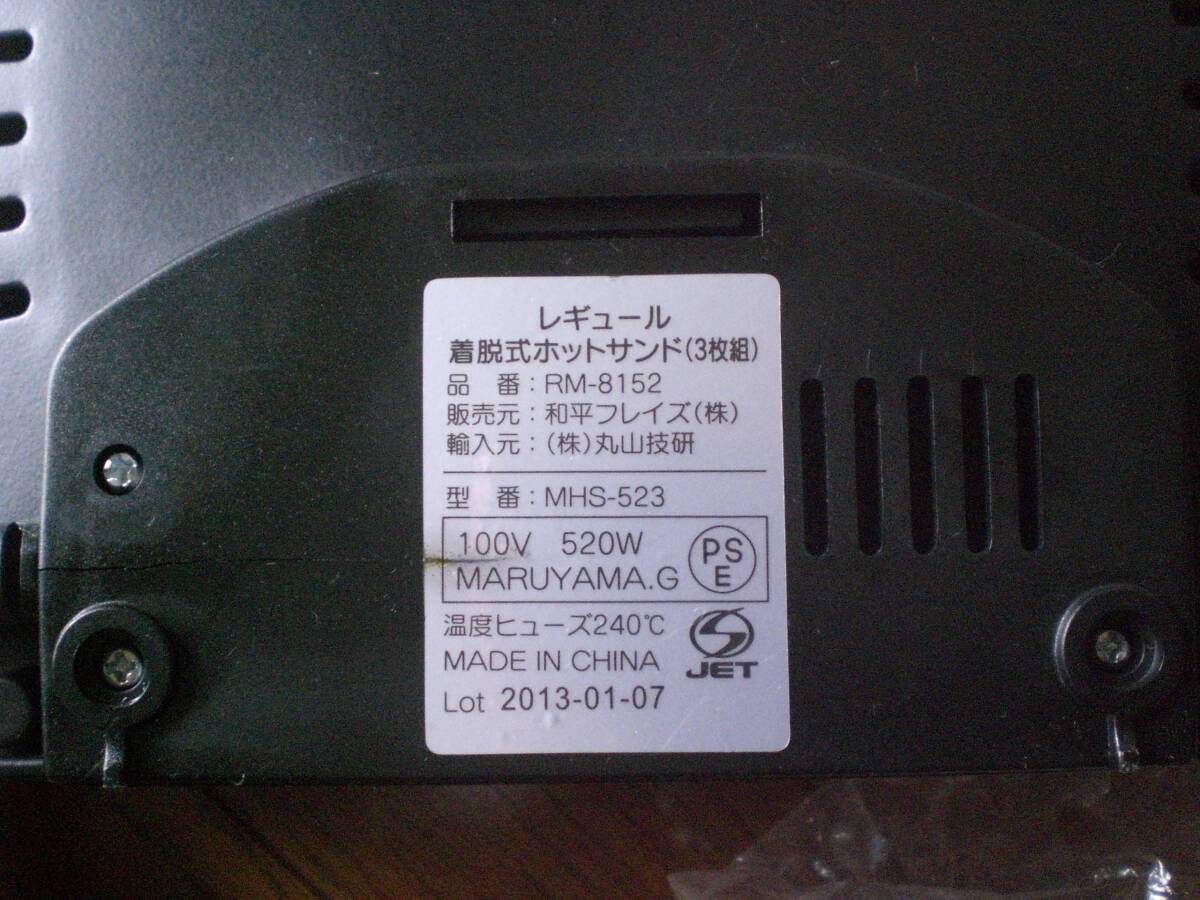 レギュール
着脱式ホットサンド(3枚組)
品 番：RM-8152
販売元：和平フレイズ(株)
輸入元：(株)丸山技研
型 番：MHS-523
100V 520W
MARUYAMA.G
PS
E
温度ヒューズ240℃
MADE IN CHINA
JET
Lot 2013-01-07